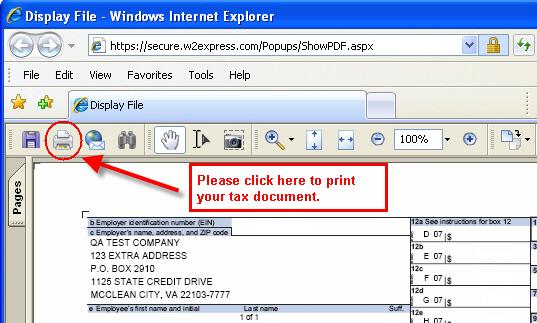 Display File - Windows Internet Explorer
https://secure.w2express.com/Popups/ShowPDF.aspx
File Edit View Favorites Tools Help
Display File
100%
Please click here to print
your tax document.
Pages
b Employer identification number (EIN)
c Employer's name, address, and ZIP code
QA TEST COMPANY
123 EXTRA ADDRESS
P.O. BOX 2910
1125 STATE CREDIT DRIVE
MCCLEAN CITY, VA 22103-7777
e Employee's first name and initial Last name Suff.
1 of 1
12a See instructions for box 12
D 07 |$
12b
E 07 |$
12c
F 07 |$
12d
G 07 |$
12e
H 07 |$